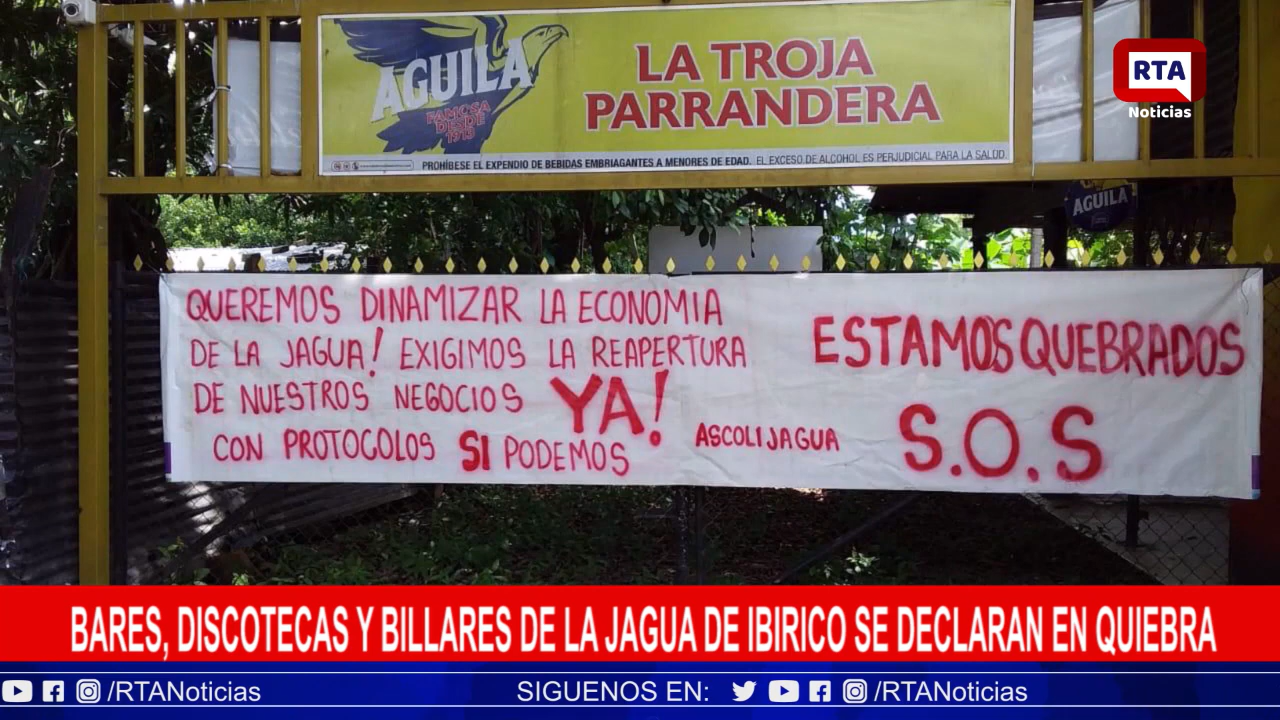 AGUILA
FAMOSA
DESDE
1913
LA TROJA
PARRANDERA
PROHÍBESE EL EXPENDIO DE BEBIDAS EMBRIAGANTES A MENORES DE EDAD. EL EXCESO DE ALCOHOL ES PERJUDICIAL PARA LA SALUD
RTA
Noticias
AGUILA
QUEREMOS DINAMIZAR LA ECONOMIA
DE LA JAGUA! EXIGIMOS LA REAPERTURA
DE NUESTROS NEGOCIOS YA!
CON PROTOCOLOS SI PODEMOS
ASCOLIJAGUA
ESTAMOS QUEBRADOS
S.O.S
BARES, DISCOTECAS Y BILLARES DE LA JAGUA DE IBIRICO SE DECLARAN EN QUIEBRA
/RTANoticias SIGUENOS EN: /RTANoticias